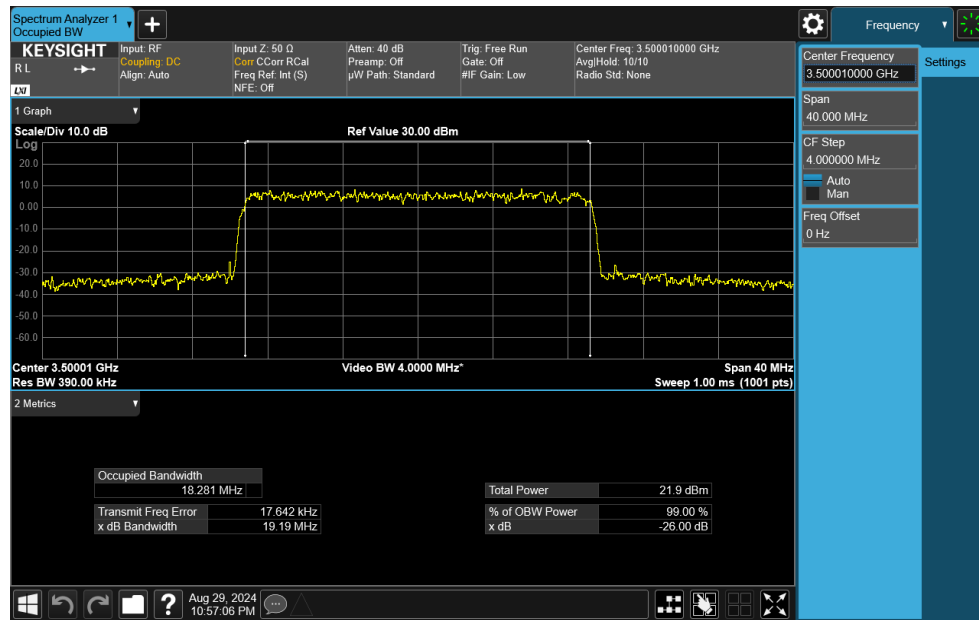 Spectrum Analyzer 1
Occupied BW
Frequency
KEYSIGHT
R L
LXI
Input: RF
Coupling: DC
Align: Auto
Input Z: 50 Ω
Corr CCorr RCal
Freq Ref: Int (S)
NFE: Off
Atten: 40 dB
Preamp: Off
µW Path: Standard
Trig: Free Run
Gate: Off
#IF Gain: Low
Center Freq: 3.500010000 GHz
Avg|Hold: 10/10
Radio Std: None
Center Frequency
3.500010000 GHz
Settings
Span
40.000 MHz
CF Step
4.000000 MHz
Auto
Man
Freq Offset
0 Hz
1 Graph
Scale/Div 10.0 dB
Ref Value 30.00 dBm
Log
20.0
10.0
0.00
-10.0
-20.0
-30.0
-40.0
-50.0
-60.0
Center 3.50001 GHz
Video BW 4.0000 MHz*
Span 40 MHz
Res BW 390.00 kHz
Sweep 1.00 ms (1001 pts)
2 Metrics
Occupied Bandwidth
18.281 MHz
Transmit Freq Error 17.642 kHz
x dB Bandwidth 19.19 MHz
Total Power 21.9 dBm
% of OBW Power 99.00 %
x dB -26.00 dB
Aug 29, 2024
10:57:06 PM